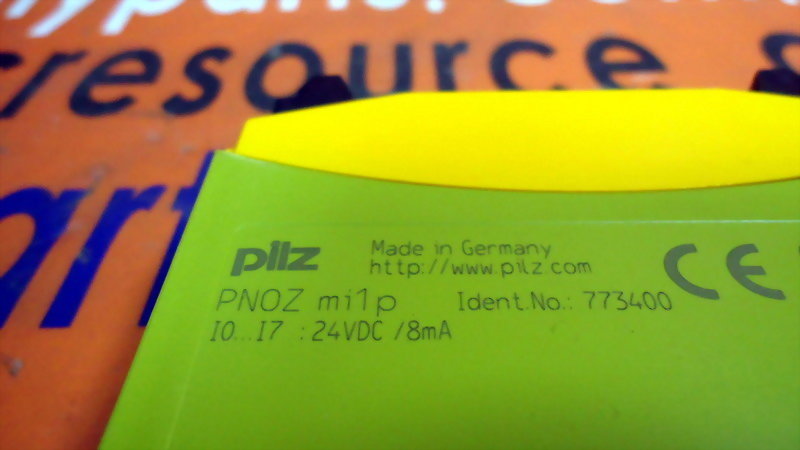 resource
art
pilz
Made in Germany
http://www.pilz.com
CE
PNOZ mi1p Ident.No.: 773400
I0...I7 : 24VDC /8mA